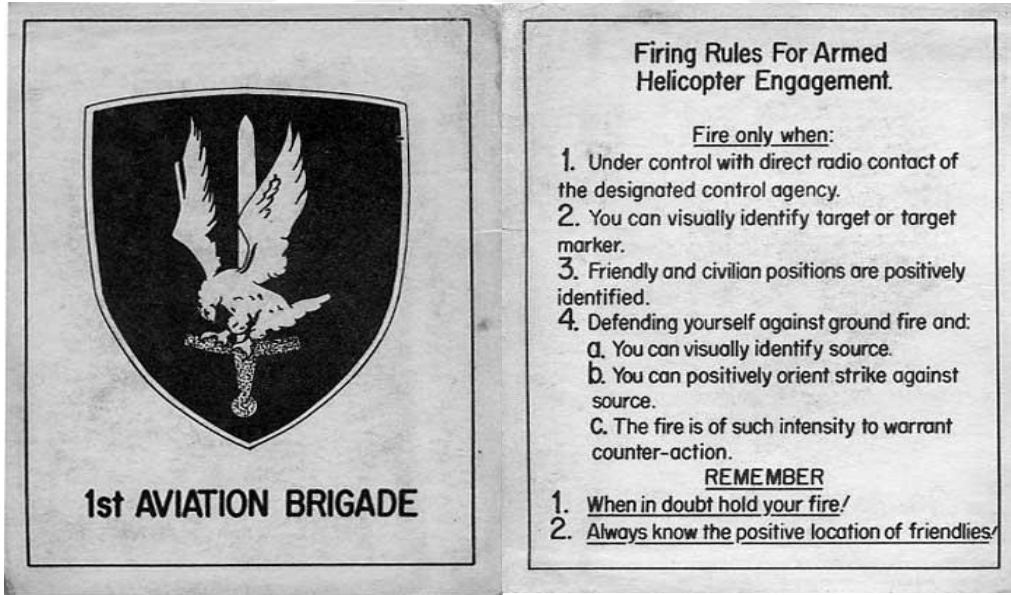 1st AVIATION BRIGADE
Firing Rules For Armed
Helicopter Engagement.
Fire only when:
1. Under control with direct radio contact of
the designated control agency.
2. You can visually identify target or target
marker.
3. Friendly and civilian positions are positively
identified.
4. Defending yourself against ground fire and:
a. You can visually identify source.
b. You can positively orient strike against
source.
c. The fire is of such intensity to warrant
counter-action.
REMEMBER
1. When in doubt hold your fire!
2. Always know the positive location of friendlies!